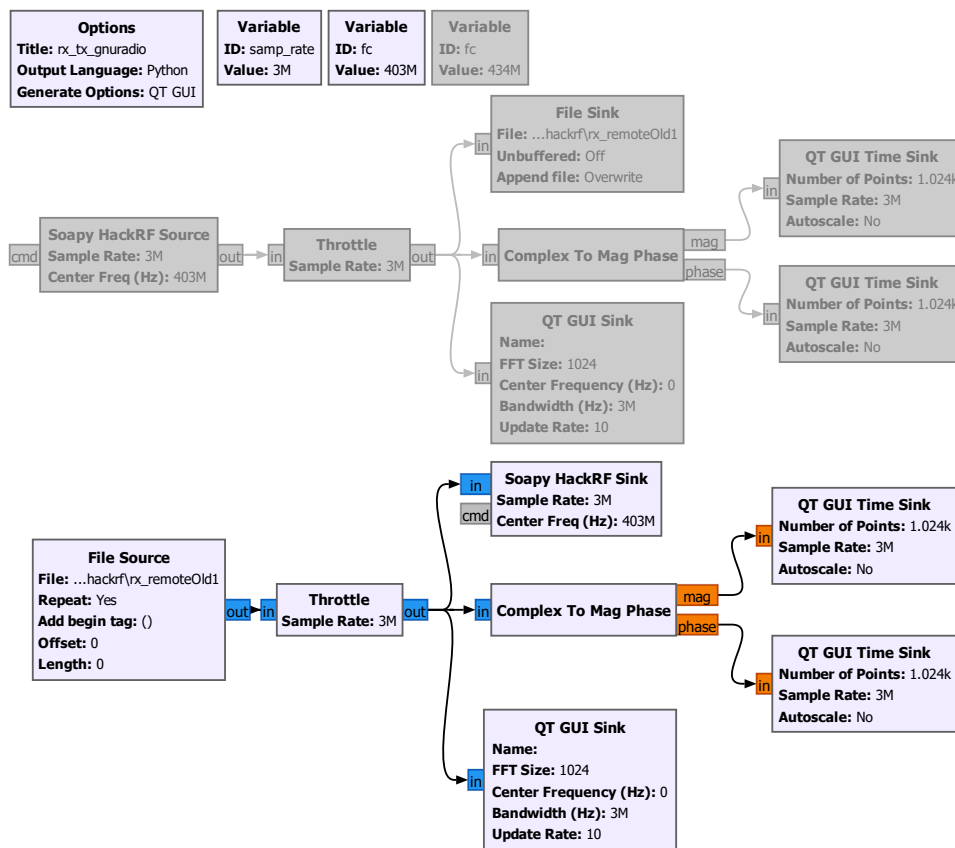 Options
Title: rx_tx_gnuradio
Output Language: Python
Generate Options: QT GUI
Variable
ID: samp_rate
Value: 3M
Variable
ID: fc
Value: 403M
Variable
ID: fc
Value: 434M
File Sink
File: ...hackrf\rx_remoteOld1
Unbuffered: Off
Append file: Overwrite
in
QT GUI Time Sink
Number of Points: 1.024k
Sample Rate: 3M
Autoscale: No
in
Soapy HackRF Source
Sample Rate: 3M
Center Freq (Hz): 403M
cmd
out
Throttle
Sample Rate: 3M
in
out
Complex To Mag Phase
in
mag
phase
QT GUI Time Sink
Number of Points: 1.024k
Sample Rate: 3M
Autoscale: No
in
QT GUI Sink
Name:
FFT Size: 1024
Center Frequency (Hz): 0
Bandwidth (Hz): 3M
Update Rate: 10
in
Soapy HackRF Sink
Sample Rate: 3M
Center Freq (Hz): 403M
in
cmd
QT GUI Time Sink
Number of Points: 1.024k
Sample Rate: 3M
Autoscale: No
in
File Source
File: ...hackrf\rx_remoteOld1
Repeat: Yes
Add begin tag: ()
Offset: 0
Length: 0
out
Throttle
Sample Rate: 3M
in
out
Complex To Mag Phase
in
mag
phase
QT GUI Time Sink
Number of Points: 1.024k
Sample Rate: 3M
Autoscale: No
in
QT GUI Sink
Name:
FFT Size: 1024
Center Frequency (Hz): 0
Bandwidth (Hz): 3M
Update Rate: 10
in